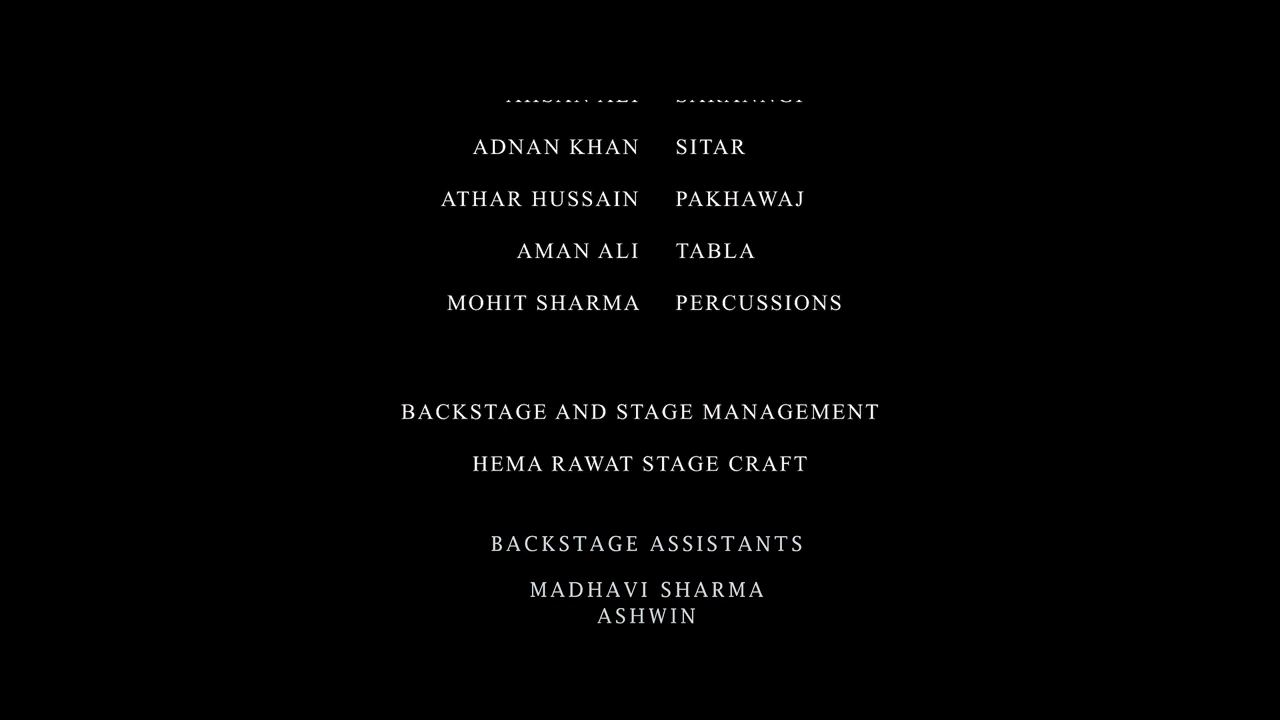 ADNAN KHAN SITAR
ATHAR HUSSAIN PAKHAWAJ
AMAN ALI TABLA
MOHIT SHARMA PERCUSSIONS
BACKSTAGE AND STAGE MANAGEMENT
HEMA RAWAT STAGE CRAFT
BACKSTAGE ASSISTANTS
MADHAVI SHARMA
ASHWIN